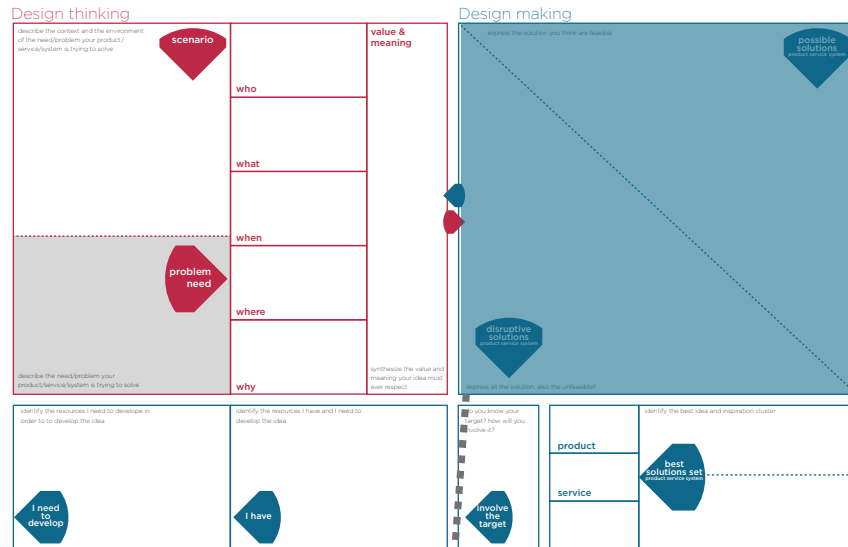 Design thinking
describe the context and the environment
of the need/problem your product/
service/system is trying to solve
scenario
who
what
when
where
why
value &
meaning
problem
need
describe the need/problem your
product/service/system is trying to solve
synthesize the value and
meaning your idea must
ever respect
Design making
express the solution you think are feasible
possible
solutions
product service system
disruptive
solutions
product service system
express all the solution, also the unfeasible!!
identify the resources I need to develope in
order to to develop the idea
I need
to
develop
identify the resources I have and I need to
develop the idea
I have
do you know your
target? how will you
involve it?
involve
the
target
product
service
identify the best idea and inspiration cluster
best
solutions set
product service system